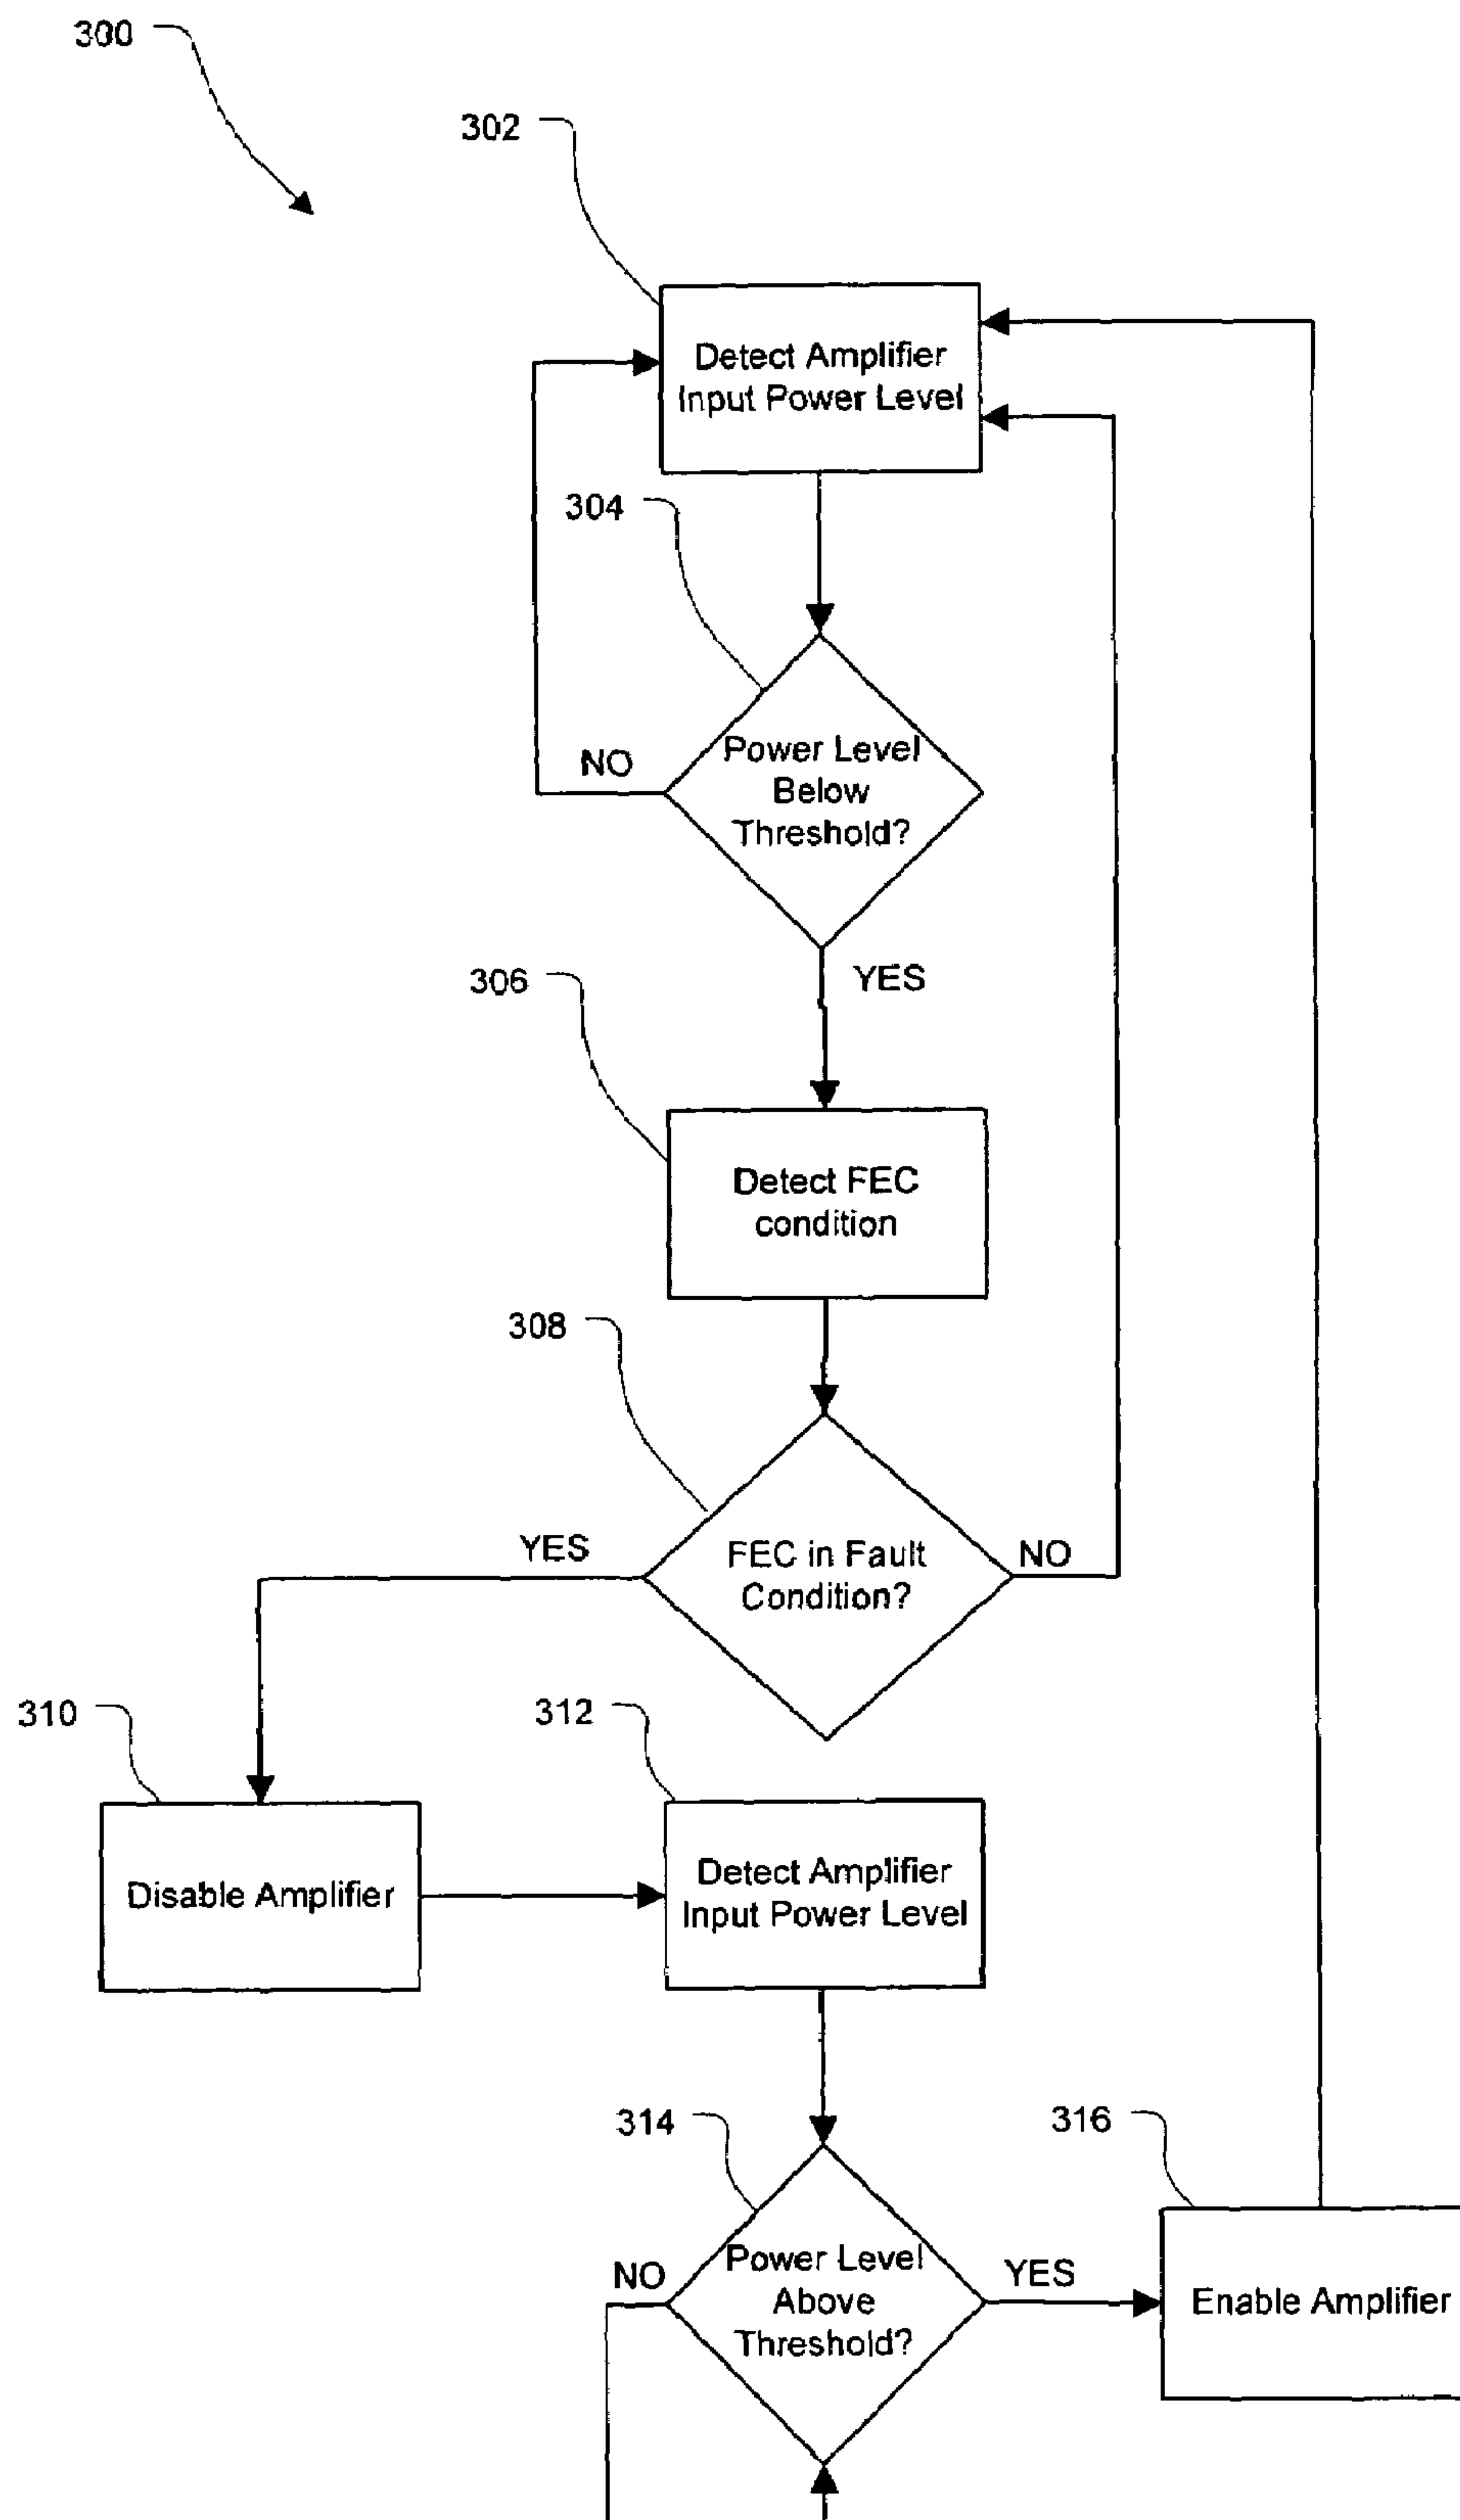 300
302
Detect Amplifier
Input Power Level
304
Power Level
Below
Threshold?
NO
YES
306
Detect FEC
condition
308
YES
FEC in Fault
Condition?
NO
310
312
Disable Amplifier
Detect Amplifier
Input Power Level
314
316
NO
Power Level
Above
Threshold?
YES
Enable Amplifier